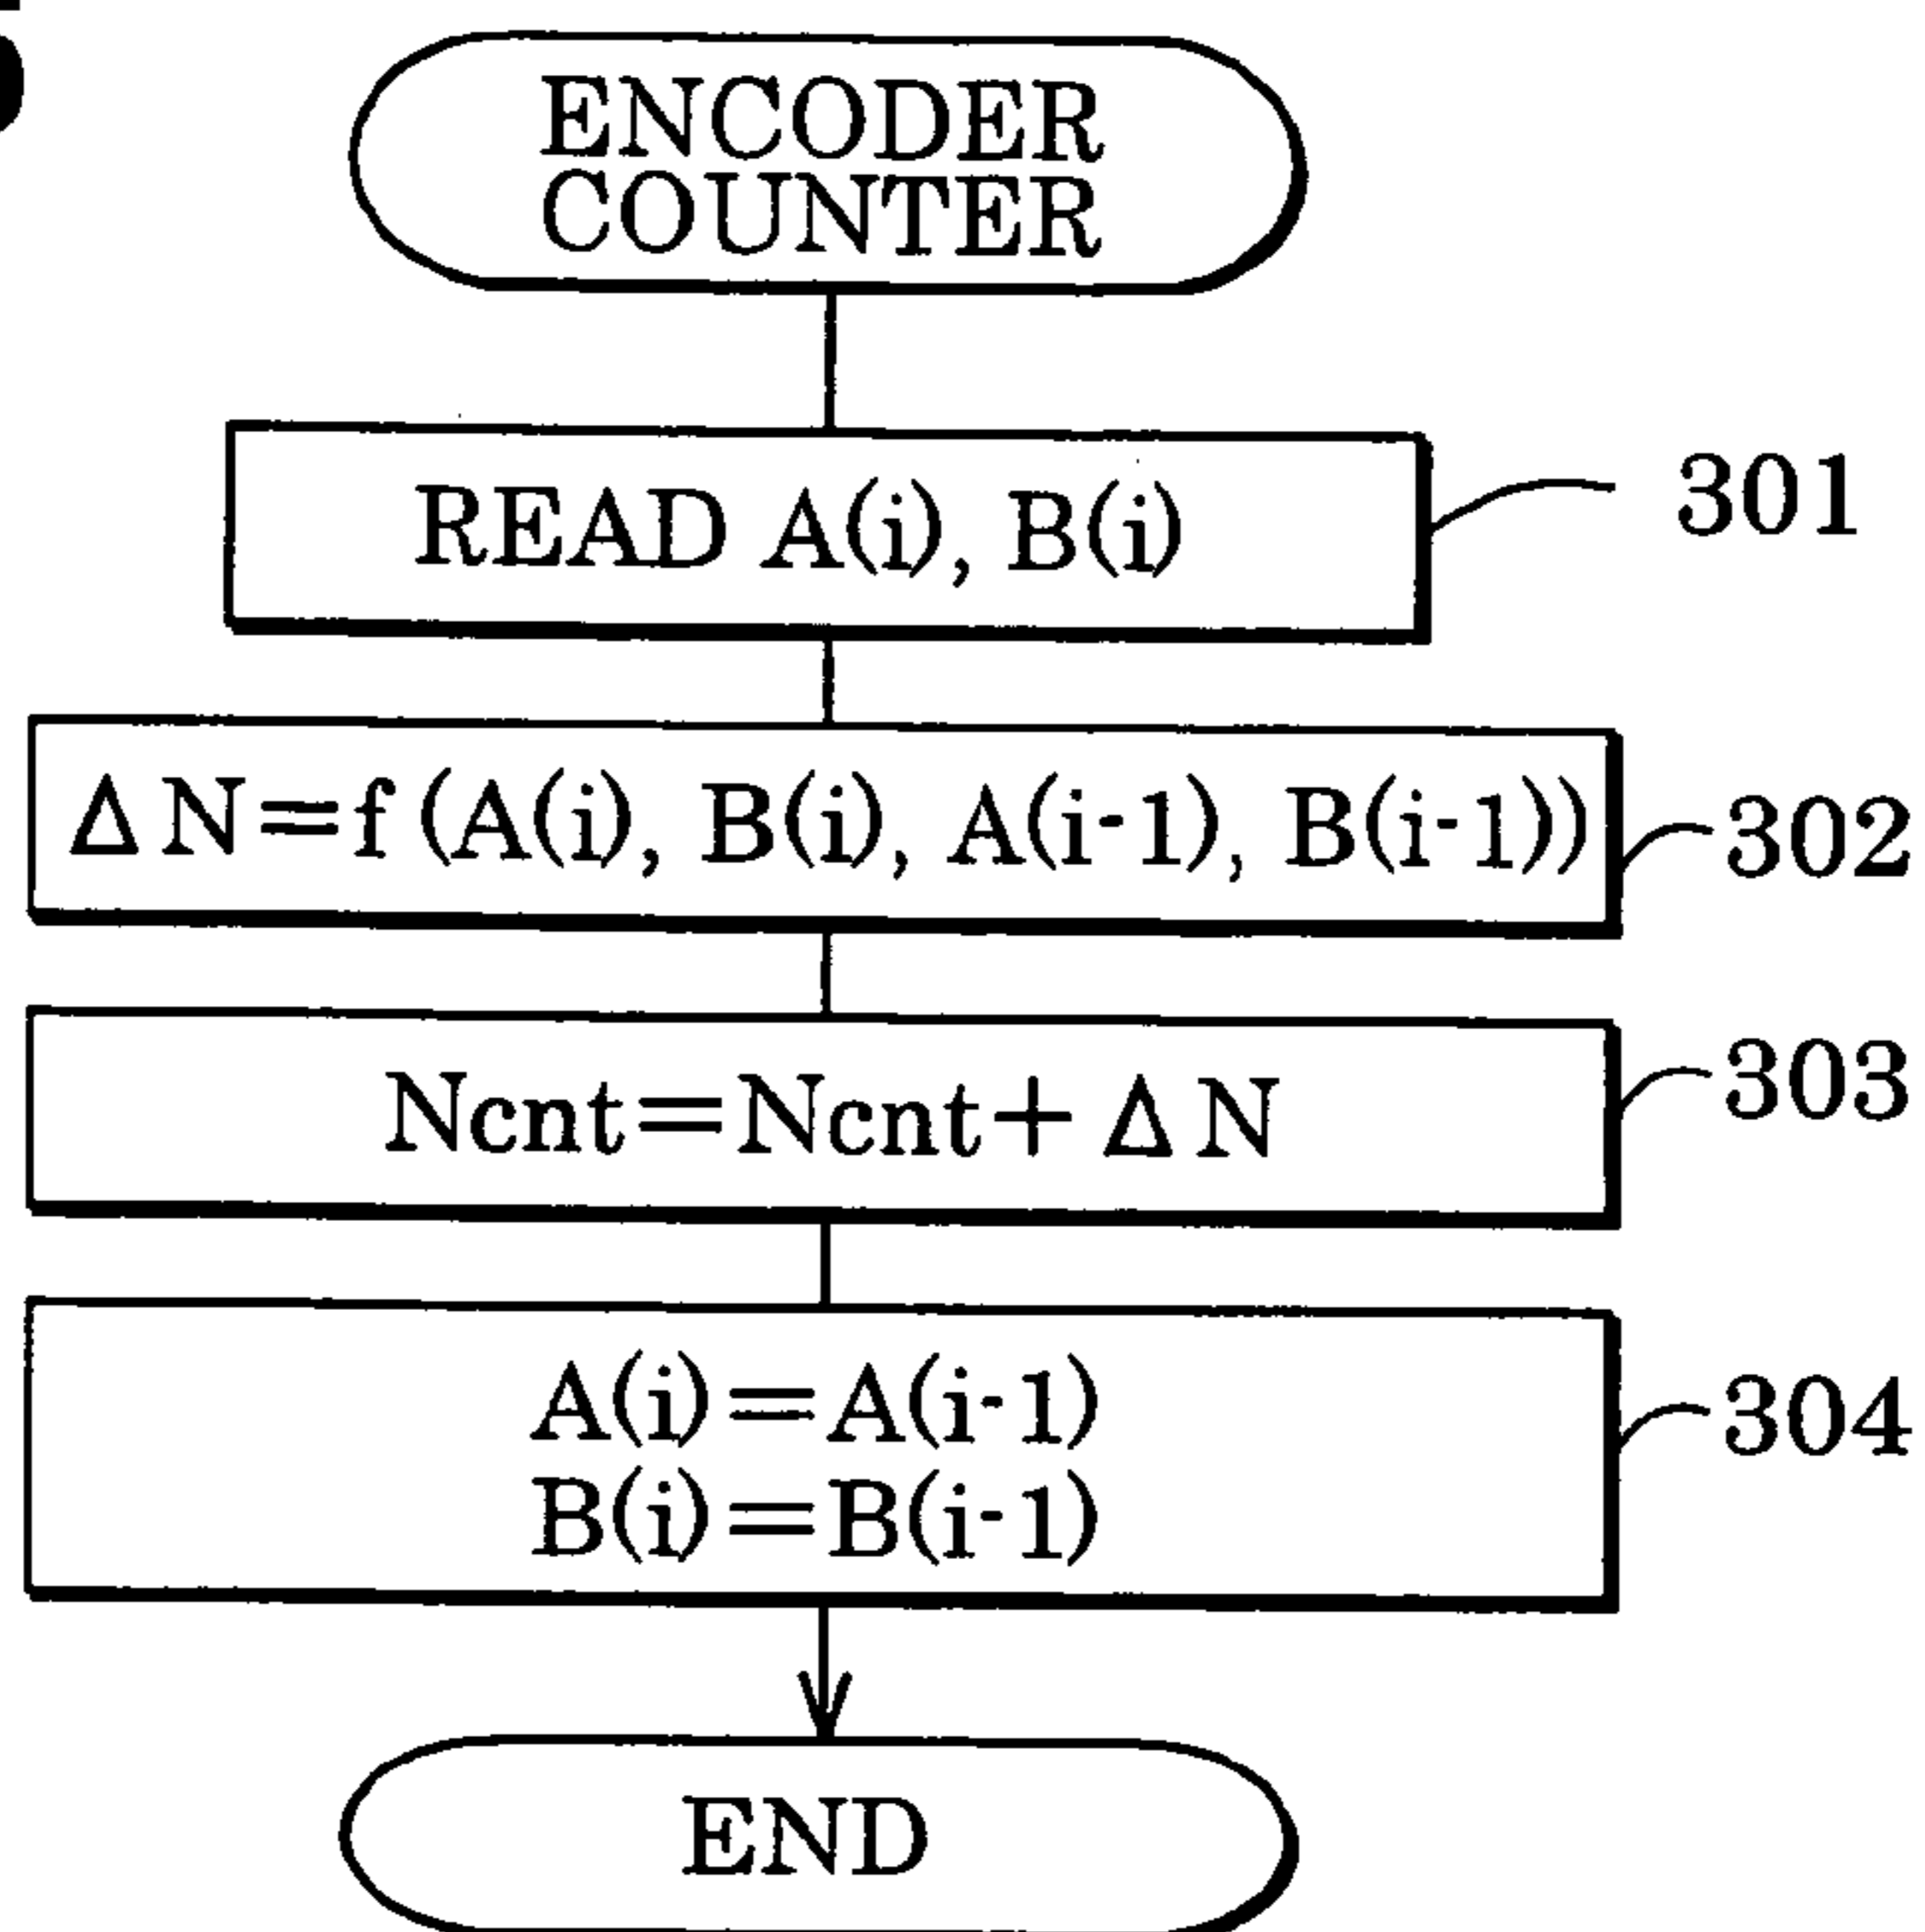 ENCODER
COUNTER
READ A(i), B(i)
301
ΔN=f (A(i), B(i), A(i-1), B(i-1))
302
Ncnt=Ncnt+ΔN
303
A(i)=A(i-1)
B(i)=B(i-1)
304
END